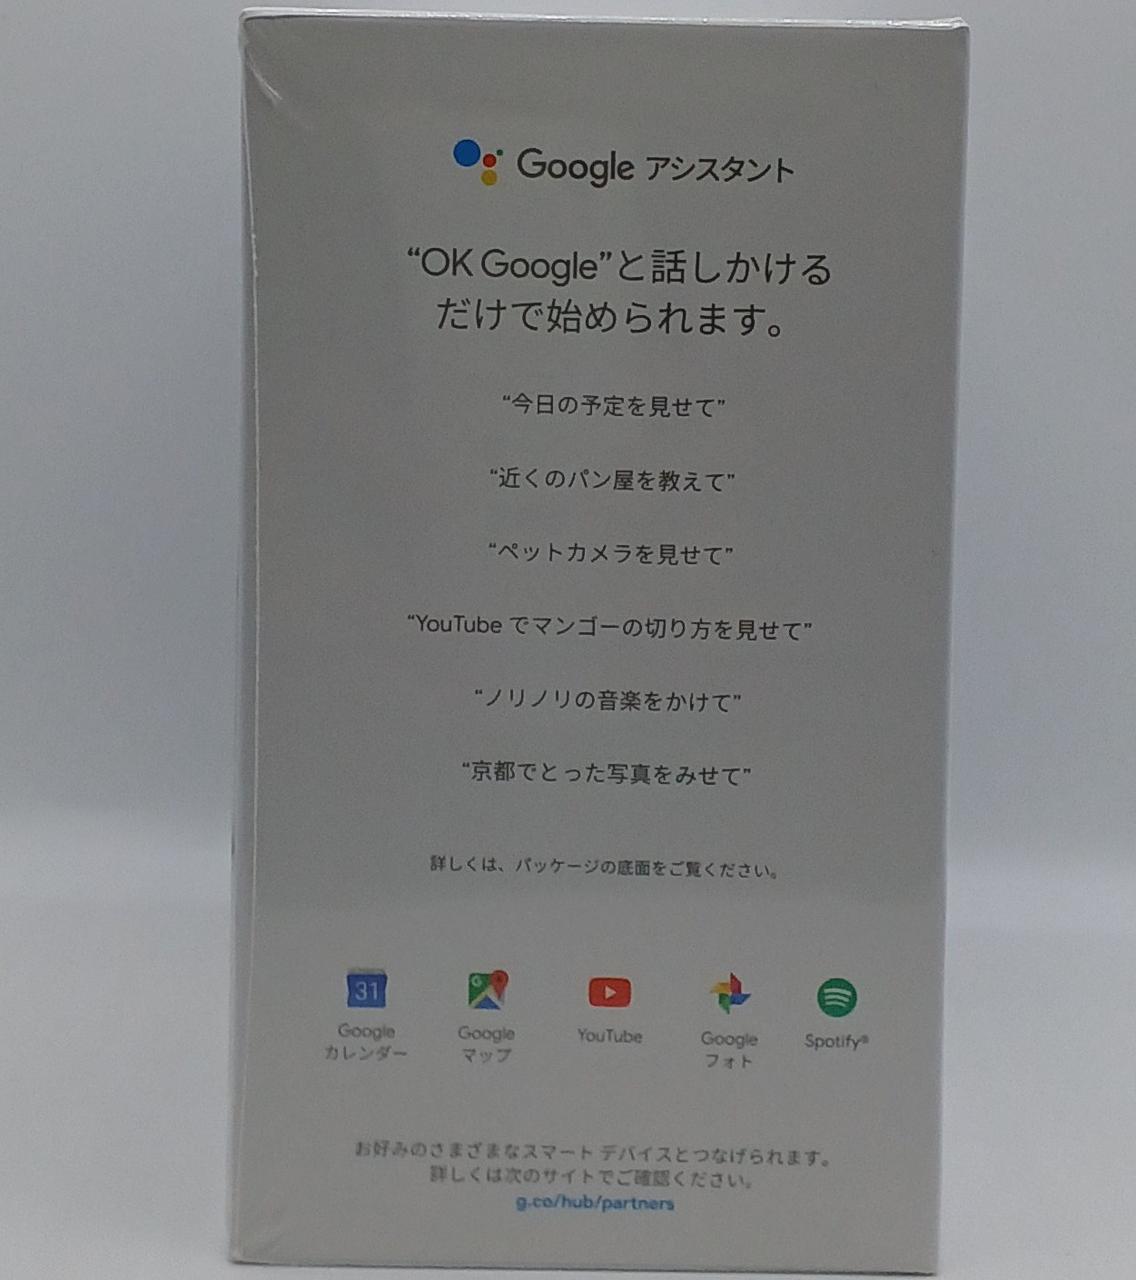 Google アシスタント
“OK Google”と話しかける
だけで始められます。
“今日の予定を見せて”
“近くのパン屋を教えて”
“ペットカメラを見せて”
“YouTube でマンゴーの切り方を見せて”
“ノリノリの音楽をかけて”
“京都でとった写真をみせて”
詳しくは、パッケージの底面をご覧ください。
31
G
Google
カレンダー
Google
マップ
YouTube
Google
フォト
Spotify®
お好みのさまざまなスマート デバイスとつなげられます。
詳しくは次のサイトでご確認ください。
g.co/hub/partners